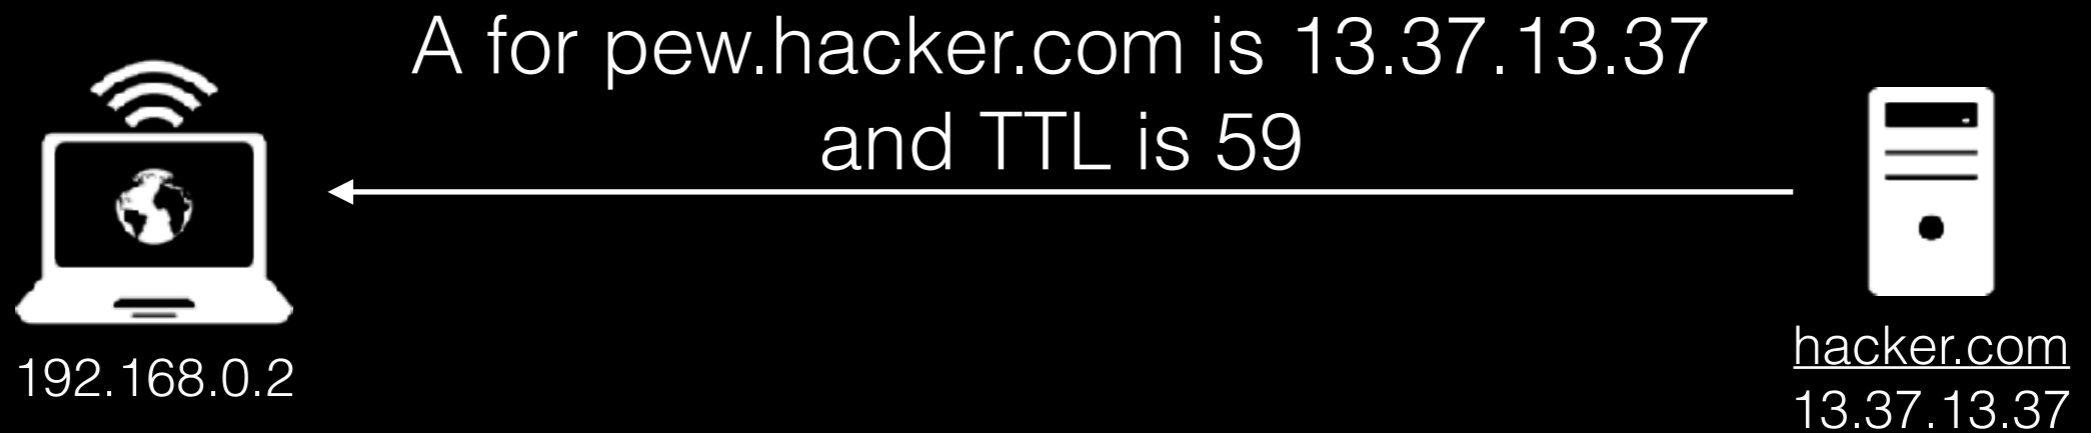 A for pew.hacker.com is 13.37.13.37
and TTL is 59
192.168.0.2
hacker.com
13.37.13.37